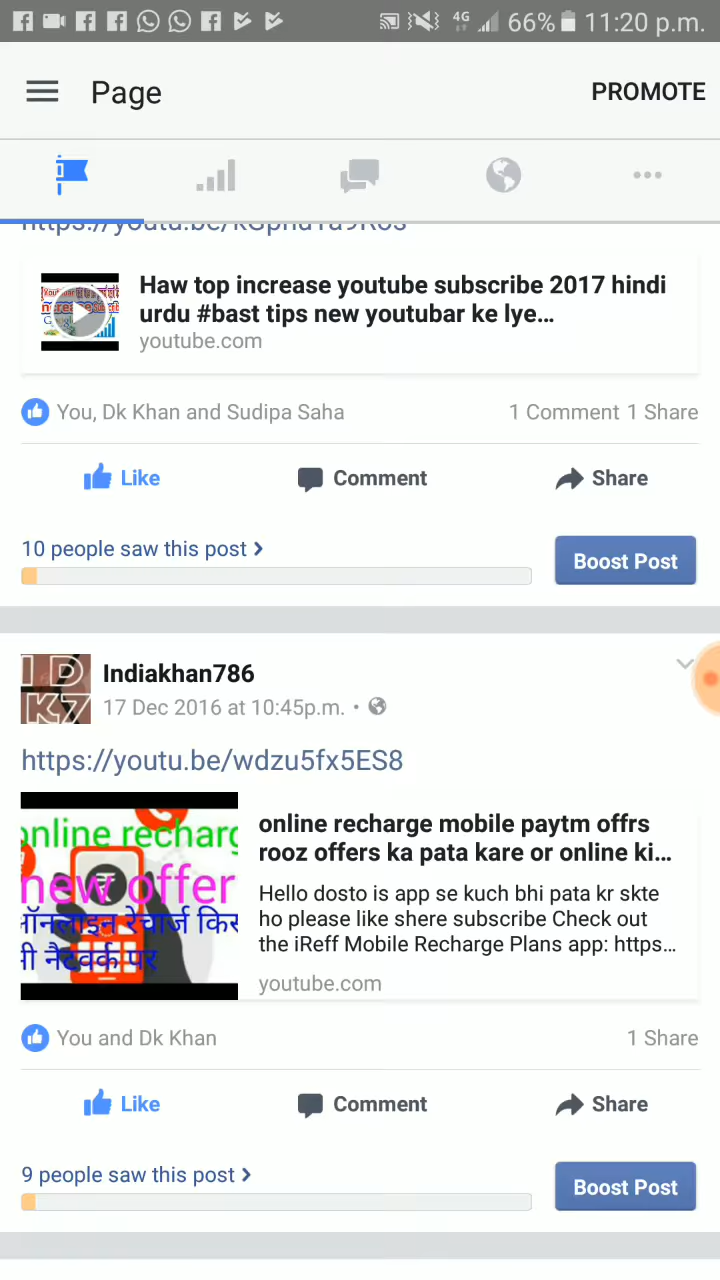 66% 11:20 p.m.
4G
Page
PROMOTE
Haw top increase youtube subscribe 2017 hindi
urdu #bast tips new youtubar ke lye...
youtube.com
You, Dk Khan and Sudipa Saha
1 Comment 1 Share
Like
Comment
Share
10 people saw this post
Boost Post
Indiakhan786
17 Dec 2016 at 10:45p.m.
https://youtu.be/wdzu5fx5ES8
online recharg
new offer
ऑनलाइन रेचार्ज किस
भी नैटवर्क पर
online recharge mobile paytm offrs
rooz offers ka pata kare or online ki...
Hello dosto is app se kuch bhi pata kr skte
ho please like shere subscribe Check out
the iReff Mobile Recharge Plans app: https...
youtube.com
You and Dk Khan
1 Share
Like
Comment
Share
9 people saw this post
Boost Post